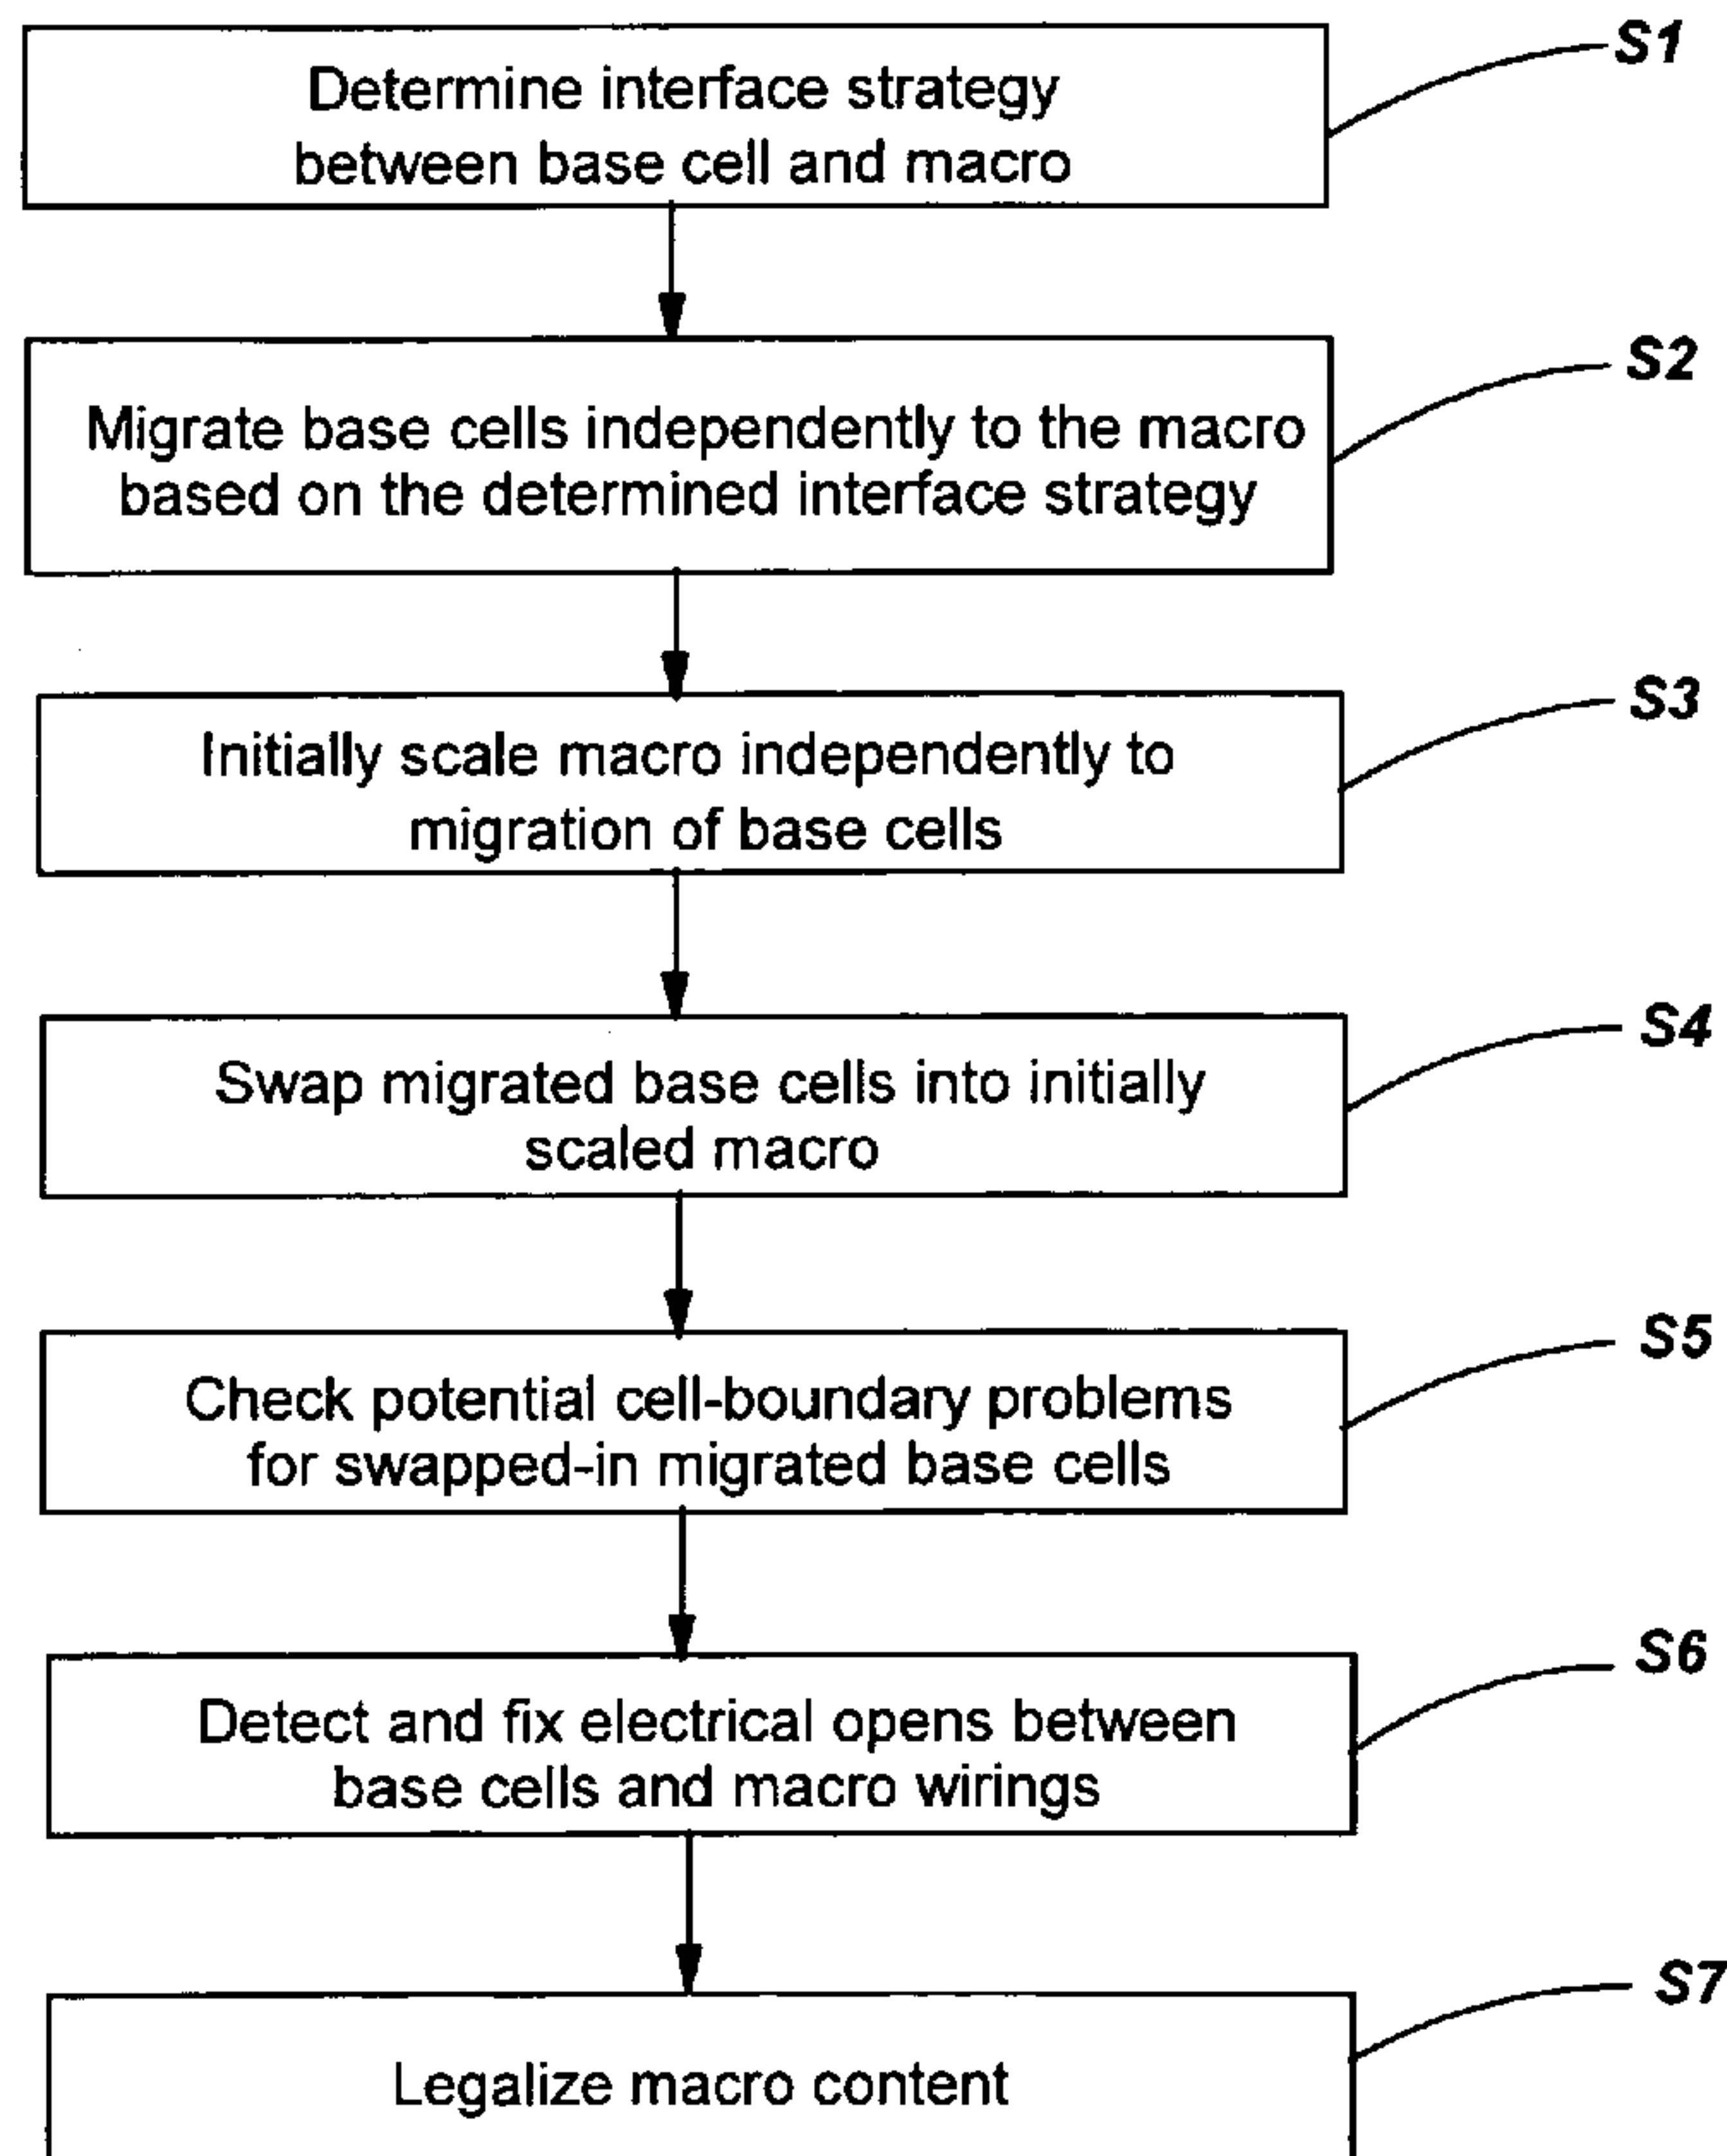 S1
Determine interface strategy
between base cell and macro
S2
Migrate base cells independently to the macro
based on the determined interface strategy
S3
Initially scale macro independently to
migration of base cells
S4
Swap migrated base cells into initially
scaled macro
S5
Check potential cell-boundary problems
for swapped-in migrated base cells
S6
Detect and fix electrical opens between
base cells and macro wirings
S7
Legalize macro content